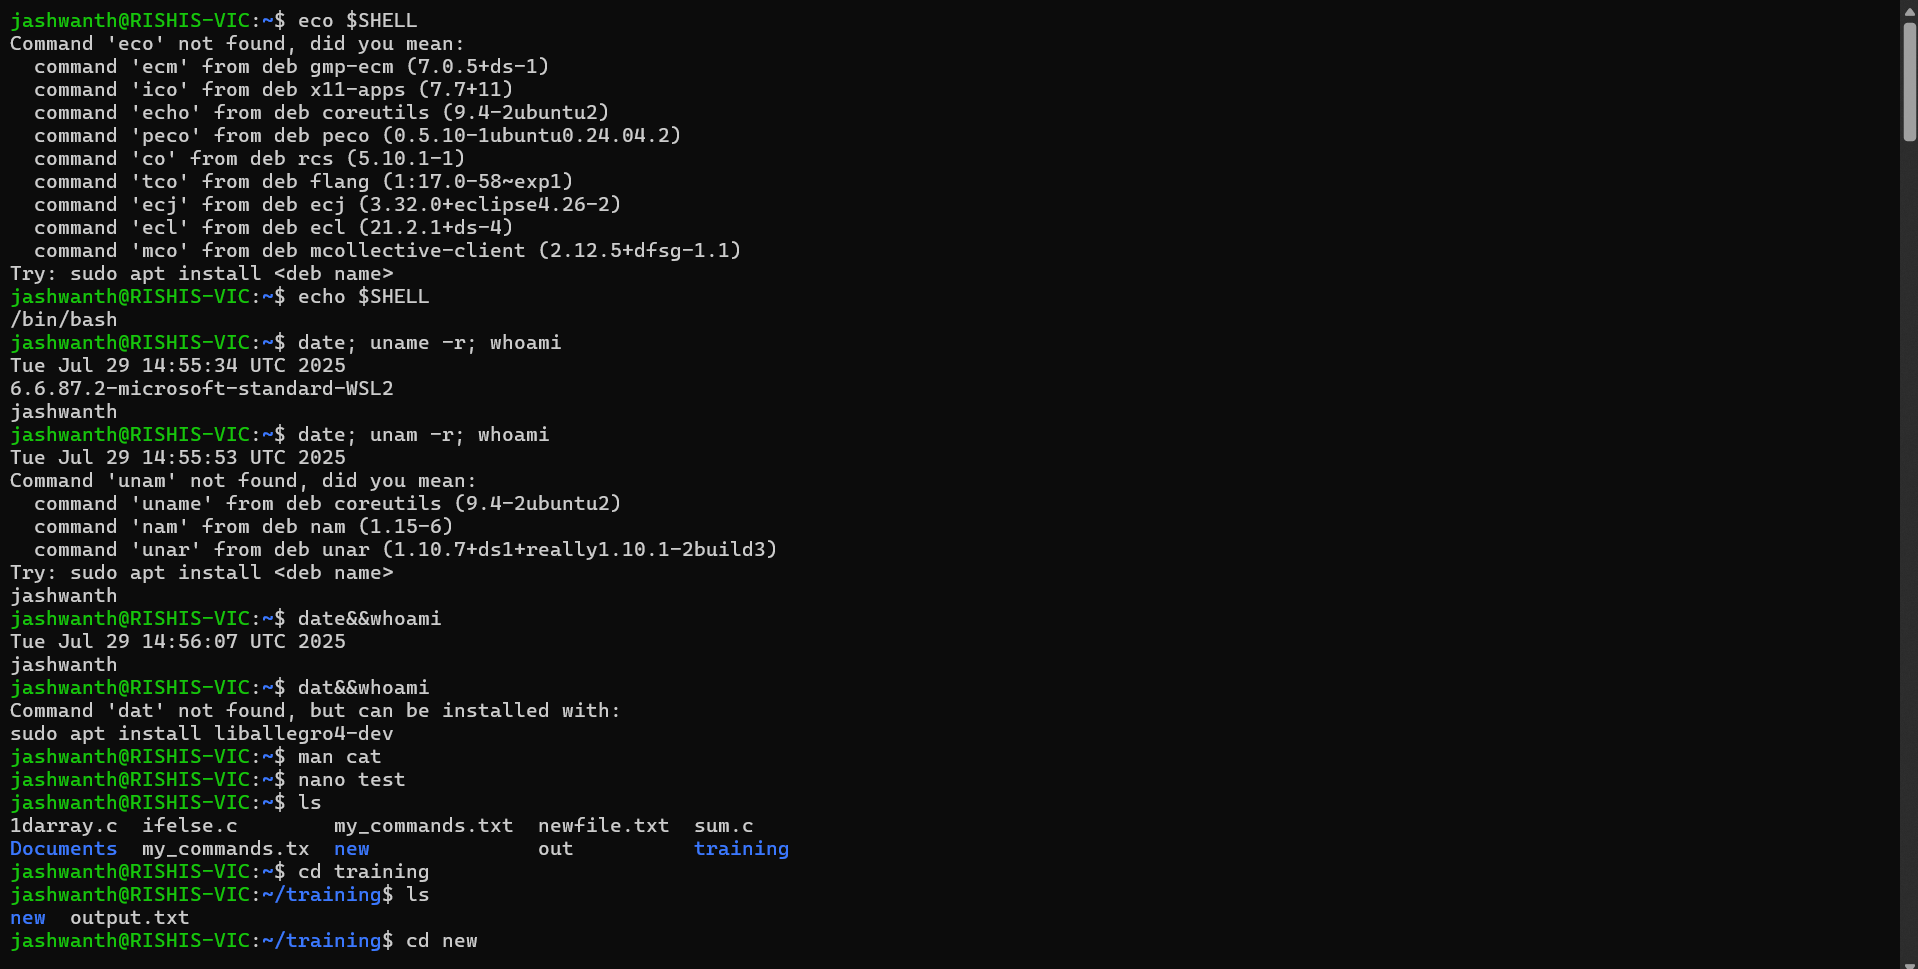 jashwanth@RISHIS-VIC:~$ eco $SHELL
Command 'eco' not found, did you mean:
  command 'ecm' from deb gmp-ecm (7.0.5+ds-1)
  command 'ico' from deb x11-apps (7.7+11)
  command 'echo' from deb coreutils (9.4-2ubuntu2)
  command 'peco' from deb peco (0.5.10-1ubuntu0.24.04.2)
  command 'co' from deb rcs (5.10.1-1)
  command 'tco' from deb flang (1:17.0-58~exp1)
  command 'ecj' from deb ecj (3.32.0+eclipse4.26-2)
  command 'ecl' from deb ecl (21.2.1+ds-4)
  command 'mco' from deb mcollective-client (2.12.5+dfsg-1.1)
Try: sudo apt install <deb name>
jashwanth@RISHIS-VIC:~$ echo $SHELL
/bin/bash
jashwanth@RISHIS-VIC:~$ date; uname -r; whoami
Tue Jul 29 14:55:34 UTC 2025
6.6.87.2-microsoft-standard-WSL2
jashwanth
jashwanth@RISHIS-VIC:~$ date; unam -r; whoami
Tue Jul 29 14:55:53 UTC 2025
Command 'unam' not found, did you mean:
  command 'uname' from deb coreutils (9.4-2ubuntu2)
  command 'nam' from deb nam (1.15-6)
  command 'unar' from deb unar (1.10.7+ds1+really1.10.1-2build3)
Try: sudo apt install <deb name>
jashwanth
jashwanth@RISHIS-VIC:~$ date&&whoami
Tue Jul 29 14:56:07 UTC 2025
jashwanth
jashwanth@RISHIS-VIC:~$ dat&&whoami
Command 'dat' not found, but can be installed with:
sudo apt install liballegro4-dev
jashwanth@RISHIS-VIC:~$ man cat
jashwanth@RISHIS-VIC:~$ nano test
jashwanth@RISHIS-VIC:~$ ls
1darray.c  ifelse.c        my_commands.txt  newfile.txt  sum.c
Documents  my_commands.tx  new              out          training
jashwanth@RISHIS-VIC:~$ cd training
jashwanth@RISHIS-VIC:~/training$ ls
new  output.txt
jashwanth@RISHIS-VIC:~/training$ cd new